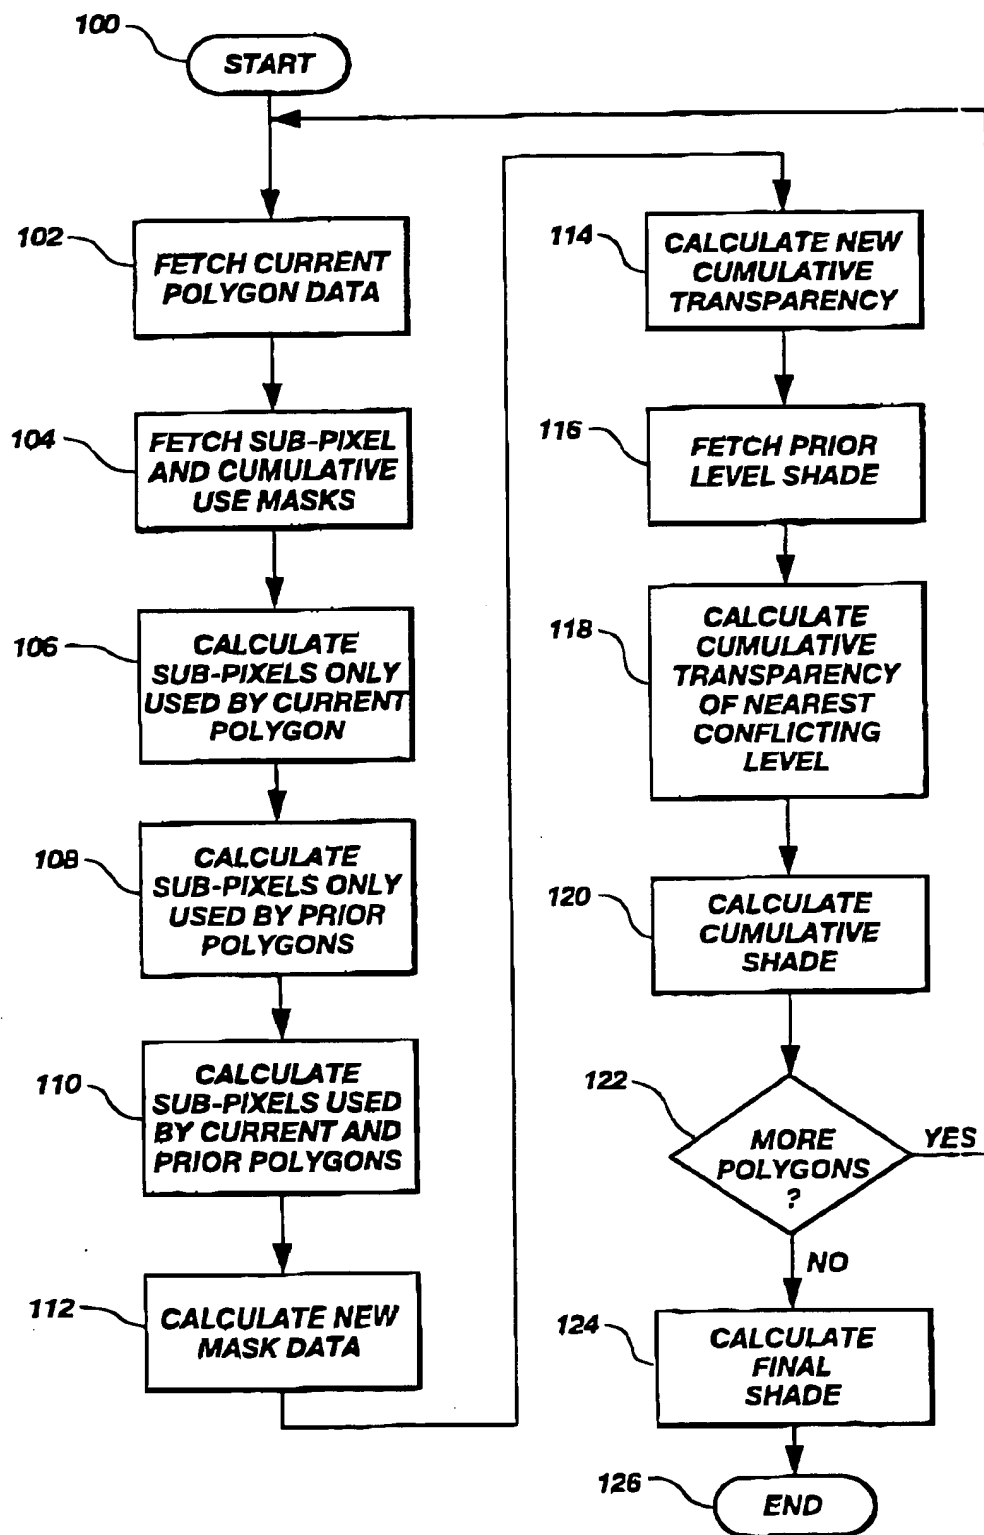 100
START
102
FETCH CURRENT
POLYGON DATA
104
FETCH SUB-PIXEL
AND CUMULATIVE
USE MASKS
106
CALCULATE
SUB-PIXELS ONLY
USED BY CURRENT
POLYGON
108
CALCULATE
SUB-PIXELS ONLY
USED BY PRIOR
POLYGONS
110
CALCULATE
SUB-PIXELS USED
BY CURRENT AND
PRIOR POLYGONS
112
CALCULATE NEW
MASK DATA
114
CALCULATE NEW
CUMULATIVE
TRANSPARENCY
116
FETCH PRIOR
LEVEL SHADE
118
CALCULATE
CUMULATIVE
TRANSPARENCY
OF NEAREST
CONFLICTING
LEVEL
120
CALCULATE
CUMULATIVE
SHADE
122
MORE
POLYGONS
?
YES
NO
124
CALCULATE
FINAL
SHADE
126
END